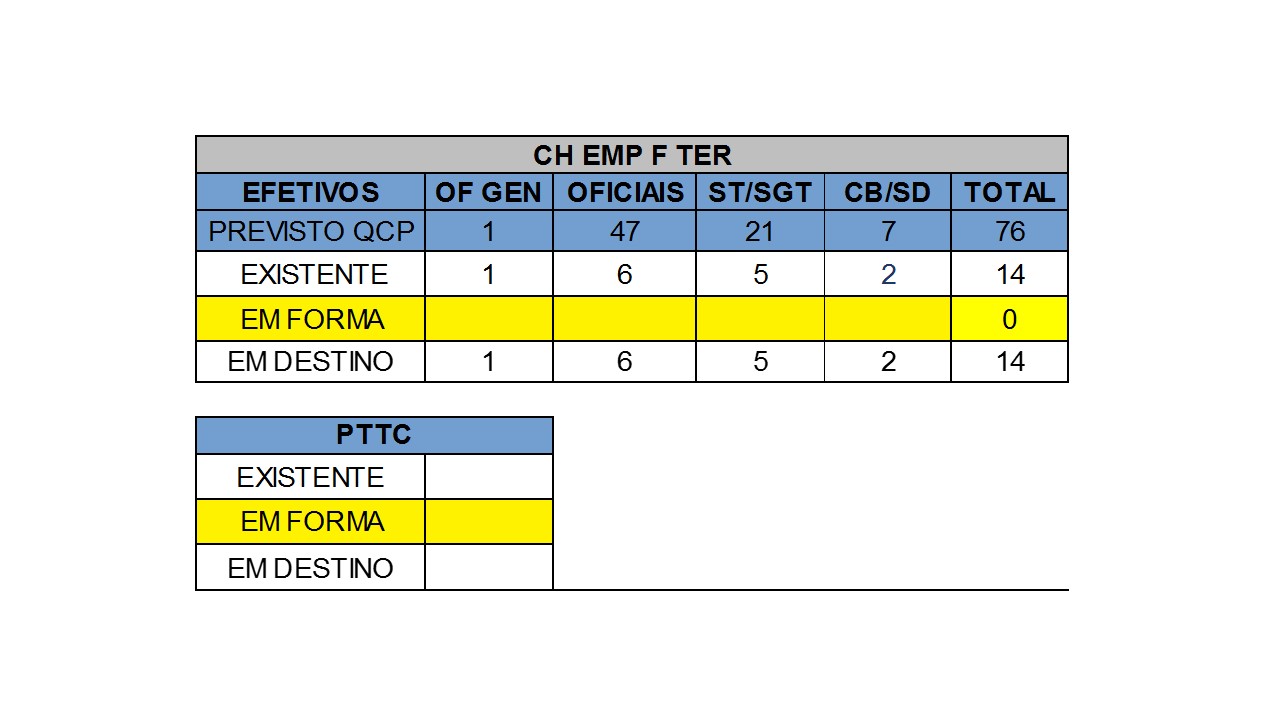 CH EMP F TER
EFETIVOS OF GEN OFICIAIS ST/SGT CB/SD TOTAL
PREVISTO QCP 1 47 21 7 76
EXISTENTE 1 6 5 2 14
EM FORMA 0
EM DESTINO 1 6 5 2 14
PTTC
EXISTENTE
EM FORMA
EM DESTINO